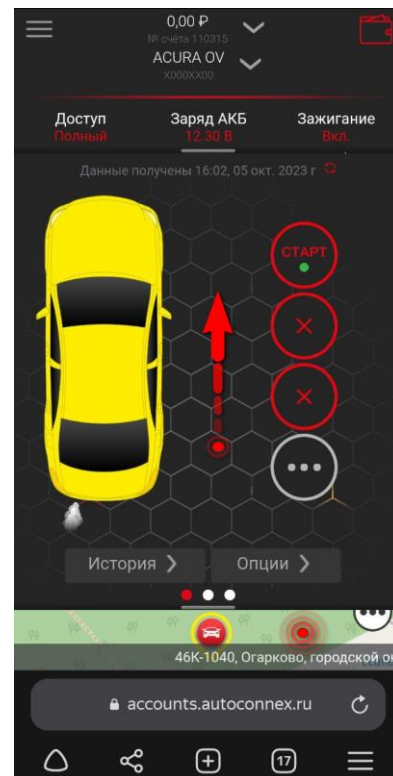 0,00 ₽
№ счёта 110315
ACURA OV
X000XX00
Доступ
Полный
Заряд АКБ
12.30 В
Зажигание
Вкл.
Данные получены 16:02, 05 окт. 2023 г
СТАРТ
История
Опции
46К-1040, Огарково, городской о
accounts.autoconnex.ru
17